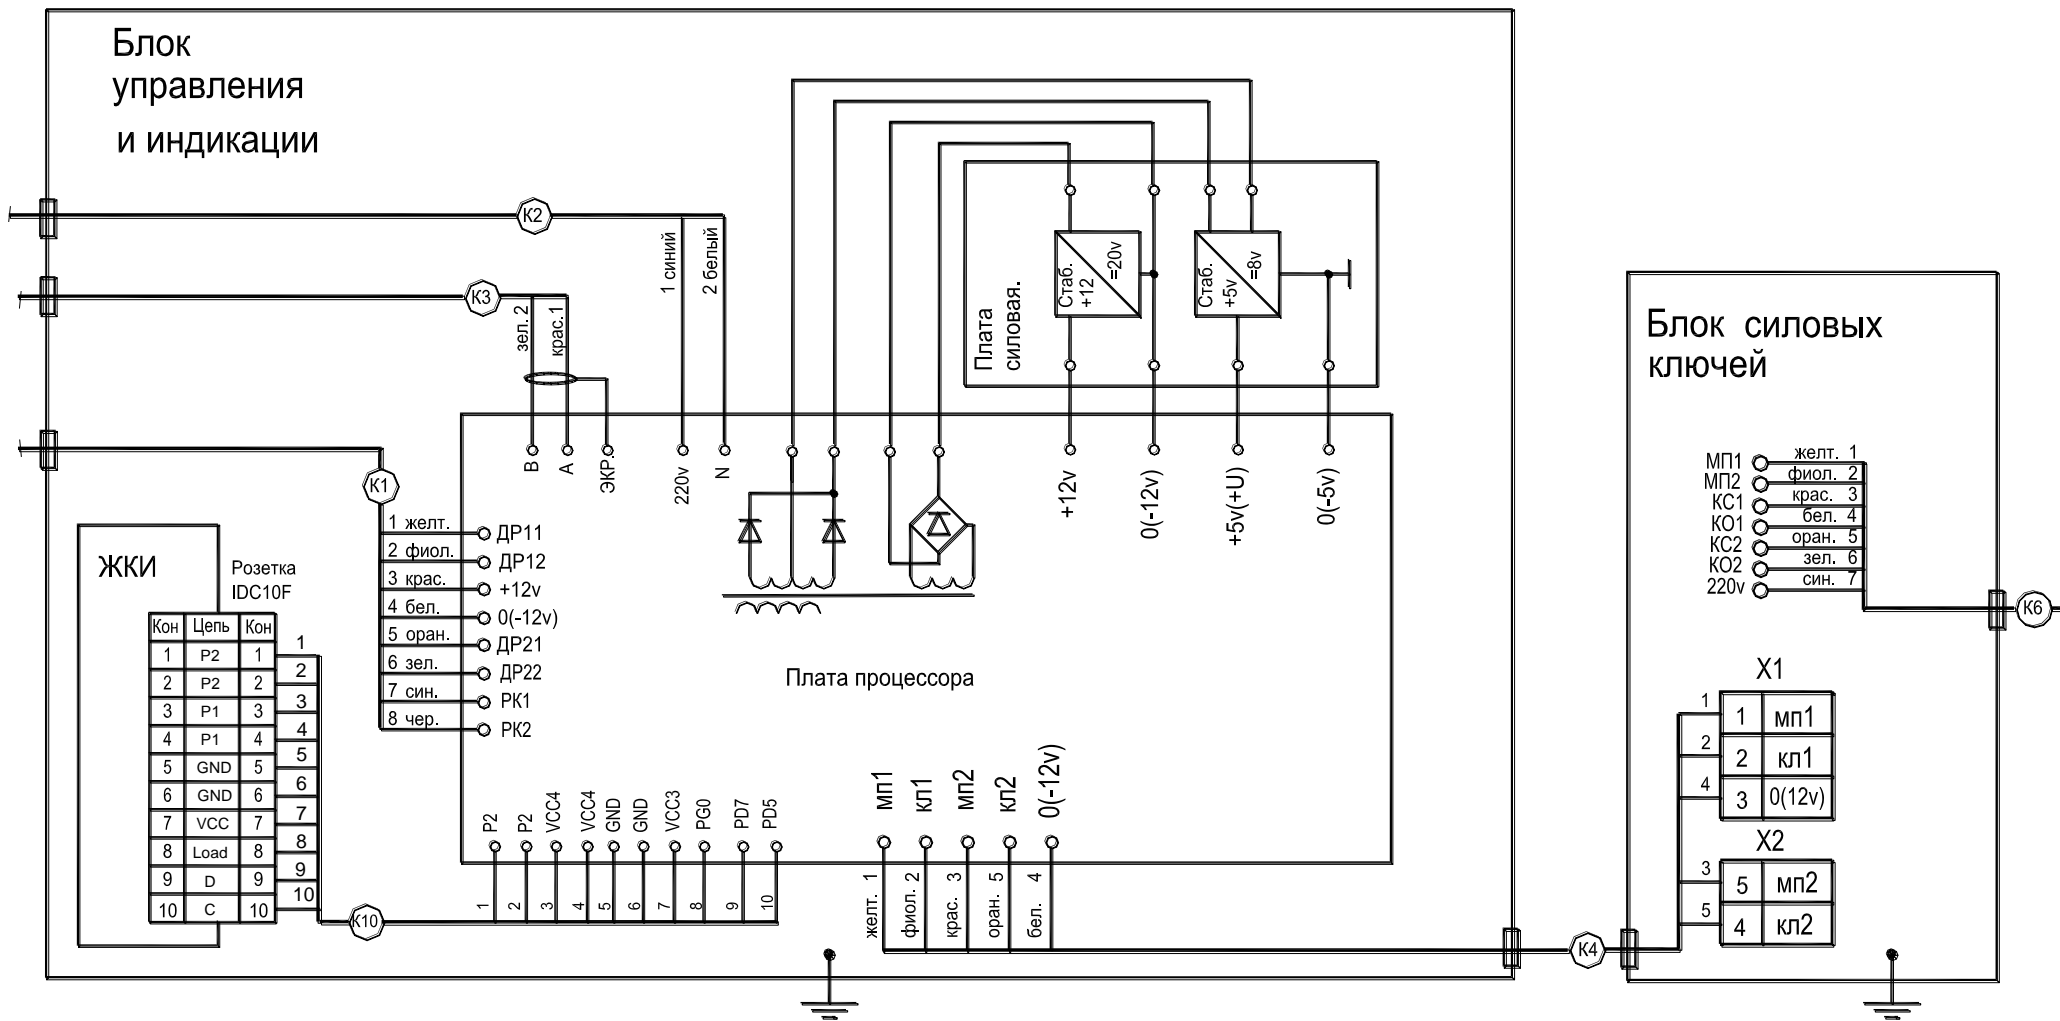 Блок
управления
и индикации
К2
1 синий
2 белый
К3
зел. 2
крас.1
К1
Плата
силовая.
Стаб.
+12
=20v
Стаб.
+5v
=8v
B
A
ЭКР.
220v
N
+12v
0(-12v)
+5v(+U)
0(-5v)
1 желт.
ДР11
2 фиол.
ДР12
3 крас.
+12v
4 бел.
0(-12v)
5 оран.
ДР21
6 зел.
ДР22
7 син.
РК1
8 чер.
РК2
Плата процессора
ЖКИ
Розетка
IDC10F
Кон Цепь Кон
1 P2 1 1
2 P2 2 2
3 P1 3 3
4 P1 4 4
5 GND 5 5
6 GND 6 6
7 VCC 7 7
8 Load 8 8
9 D 9 9
10 C 10 10
К10
P2
P2
VCC4
VCC4
GND
GND
VCC3
PG0
PD7
PD5
1
2
3
4
5
6
7
8
9
10
мп1
кл1
мп2
кл2
0(-12v)
желт. 1
фиол. 2
крас. 3
оран. 5
бел. 4
К4
Блок силовых
ключей
МП1 желт. 1
МП2 фиол. 2
КС1 крас. 3
КО1 бел. 4
КС2 оран. 5
КО2 зел. 6
220v син. 7
К6
X1
1 1 мп1
2 2 кл1
4 3 0(12v)
X2
3 5 мп2
5 4 кл2